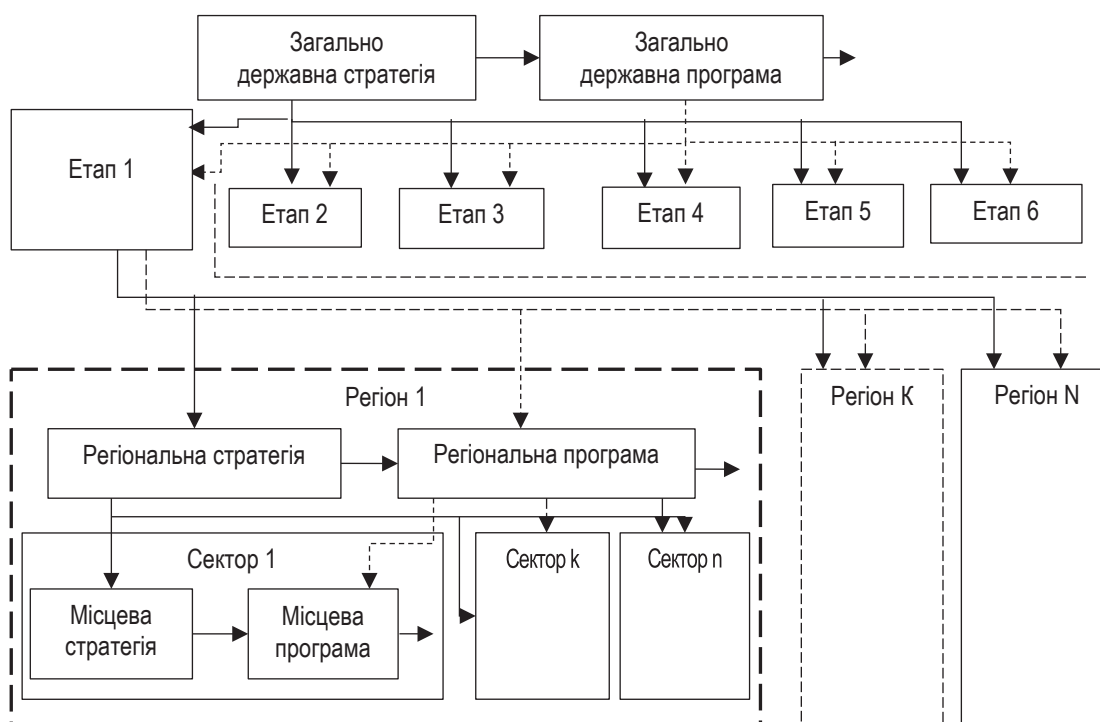 Загально
державна стратегія
Загально
державна програма
Етап 1
Етап 2
Етап 3
Етап 4
Етап 5
Етап 6
Регіон 1
Регіон К
Регіон N
Регіональна стратегія
Регіональна програма
Сектор 1
Сектор k
Сектор n
Місцева
стратегія
Місцева
програма